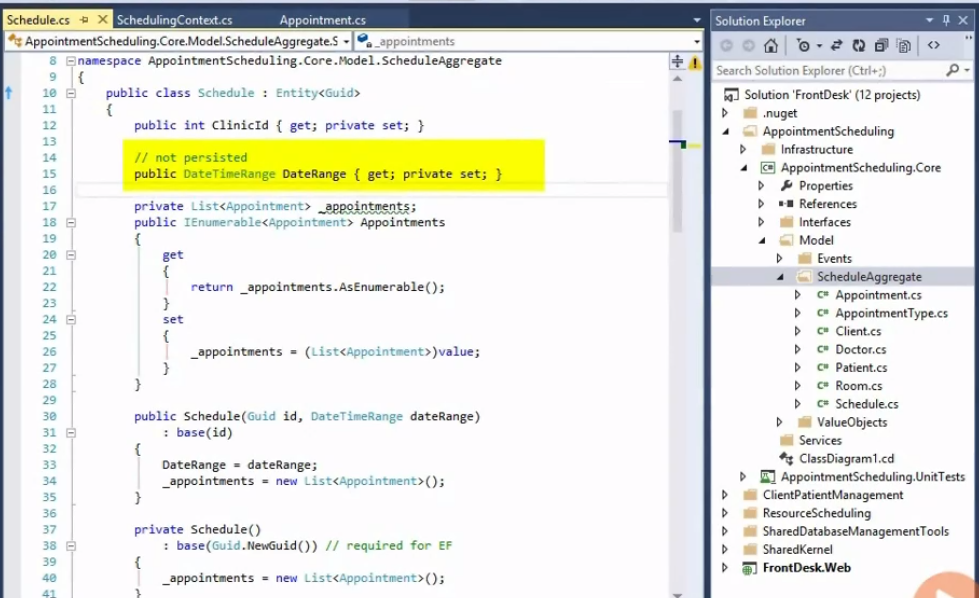 Schedule.cs
SchedulingContext.cs
Appointment.cs
AppointmentScheduling.Core.Model.ScheduleAggregate.S
_appointments
8 namespace AppointmentScheduling.Core.Model.ScheduleAggregate
9 {
10 public class Schedule : Entity<Guid>
11 {
12 public int ClinicId { get; private set; }
13
14 // not persisted
15 public DateTimeRange DateRange { get; private set; }
16
17 private List<Appointment> _appointments;
18 public IEnumerable<Appointment> Appointments
19 {
20 get
21 {
22 return _appointments.AsEnumerable();
23 }
24 set
25 {
26 _appointments = (List<Appointment>)value;
27 }
28 }
29
30 public Schedule(Guid id, DateTimeRange dateRange)
31 : base(id)
32 {
33 DateRange = dateRange;
34 _appointments = new List<Appointment>();
35 }
36
37 private Schedule()
38 : base(Guid.NewGuid()) // required for EF
39 {
40 _appointments = new List<Appointment>();
41 }
Solution Explorer
Search Solution Explorer (Ctrl+;)
Solution 'FrontDesk' (12 projects)
.nuget
AppointmentScheduling
Infrastructure
C# AppointmentScheduling.Core
Properties
References
Interfaces
Model
Events
ScheduleAggregate
C# Appointment.cs
C# AppointmentType.cs
C# Client.cs
C# Doctor.cs
C# Patient.cs
C# Room.cs
C# Schedule.cs
ValueObjects
Services
ClassDiagram1.cd
AppointmentScheduling.UnitTests
ClientPatientManagement
ResourceScheduling
SharedDatabaseManagementTools
SharedKernel
FrontDesk.Web